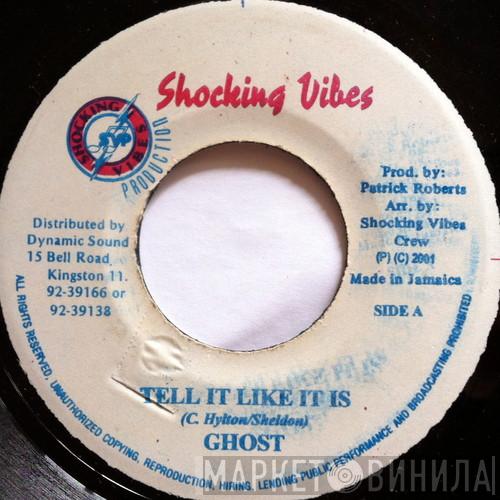 Shocking Vibes
SHOCKING VIBES
PRODUCTION
Prod. by:
Patrick Roberts
Arr. by:
Shocking Vibes
Crew
(P) (C) 2001
Made in Jamaica
SIDE A
Distributed by
Dynamic Sound
15 Bell Road
Kingston 11.
92-39166 or
92-39138
TELL IT LIKE IT IS
(C. Hylton/Sheldon)
GHOST
ALL RIGHTS RESERVED, UNAUTHORIZED COPYING, REPRODUCTION, HIRING, LENDING PUBLIC PERFORMANCE AND BROADCASTING PROHIBITED
МАРКЕТ ВИНИЛА